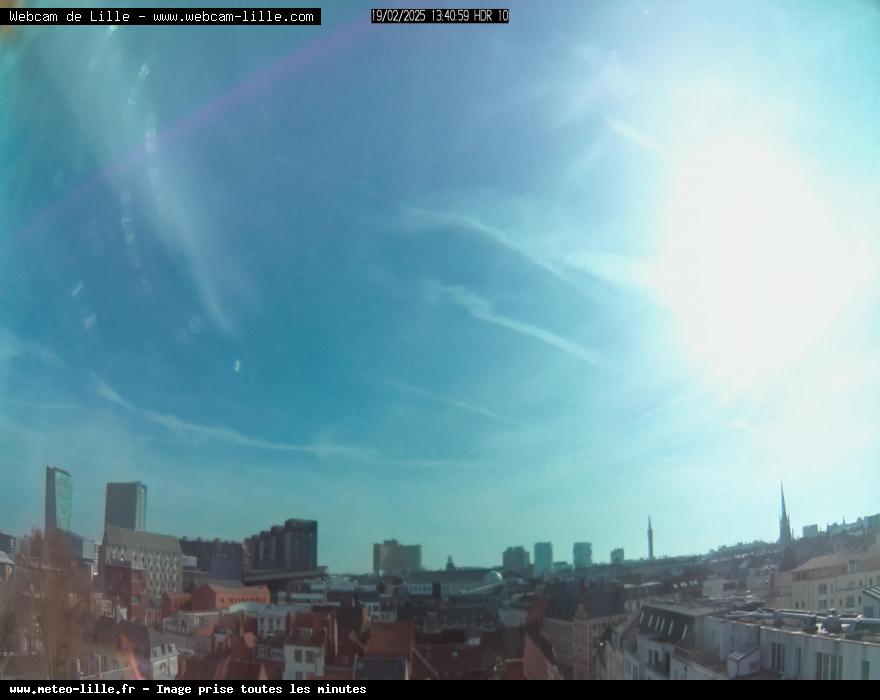 Webcam de Lille - www.webcam-lille.com
19/02/2025 13:40:59 HDR 10
www.meteo-lille.fr - Image prise toutes les minutes